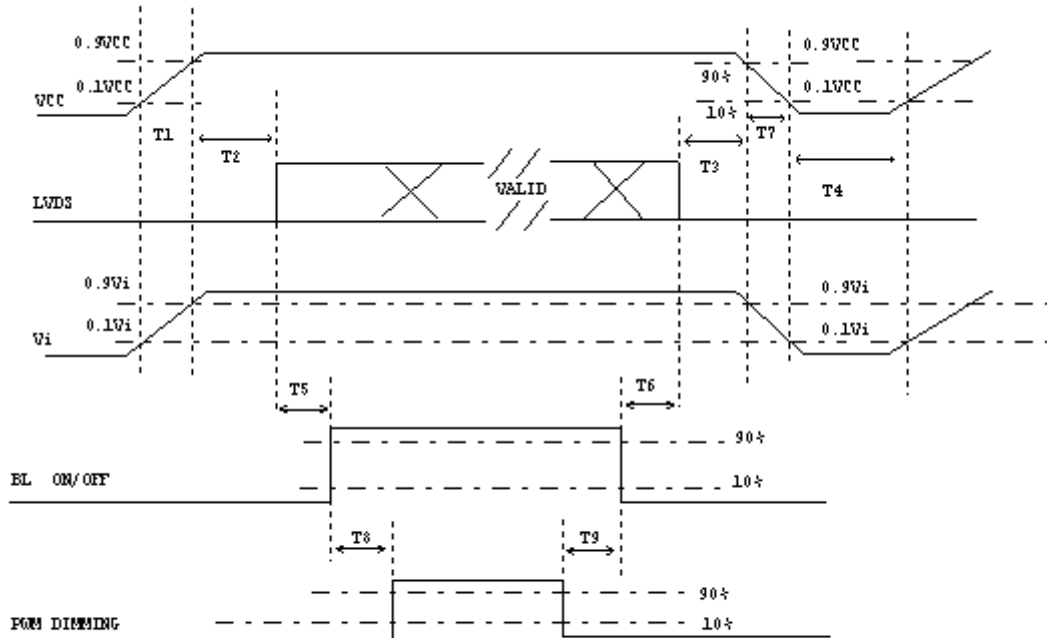 0.9VCC 0.9VCC
90%
0.1VCC 0.1VCC
VCC
10%
T1 T7
T2 T3
VALID T4
LVDS
0.9Vi 0.9Vi
0.1Vi 0.1Vi
Vi
T5 T6
90%
BL ON/OFF 10%
T8 T9
90%
PWM DIMMING 10%